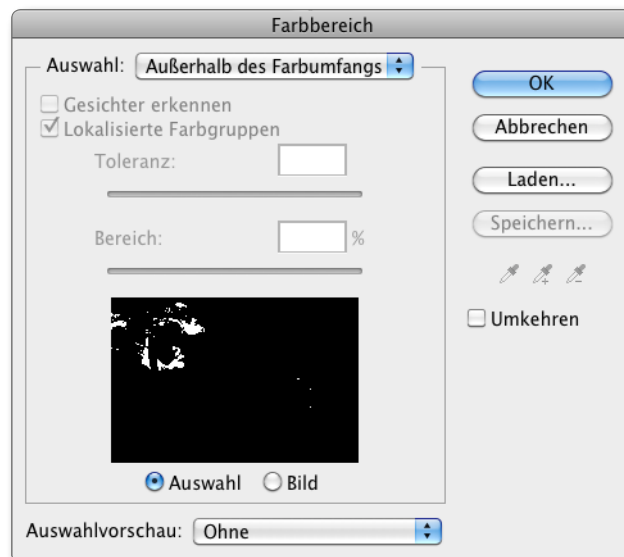 Farbbereich
Auswahl: Außerhalb des Farbumfangs
OK
Gesichter erkennen
Lokalisierte Farbgruppen
Abbrechen
Toleranz:
Laden...
Speichern...
Bereich: %
Umkehren
Auswahl Bild
Auswahlvorschau: Ohne